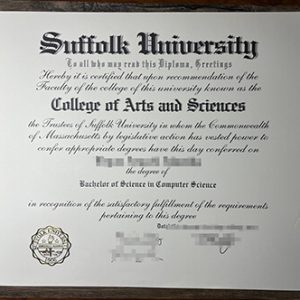 Suffolk University
To all who may read this Diploma, Greetings
Hereby it is certified that upon recommendation of the
Faculty of the college of this university known as the
College of Arts and Sciences
the Trustees of Suffolk University in whom the Commonwealth
of Massachusetts by legislative action has vested power to
confer appropriate degrees have this day conferred on
the degree of
Bachelor of Science in Computer Science
in recognition of the satisfactory fulfillment of the requirements
pertaining to this degree